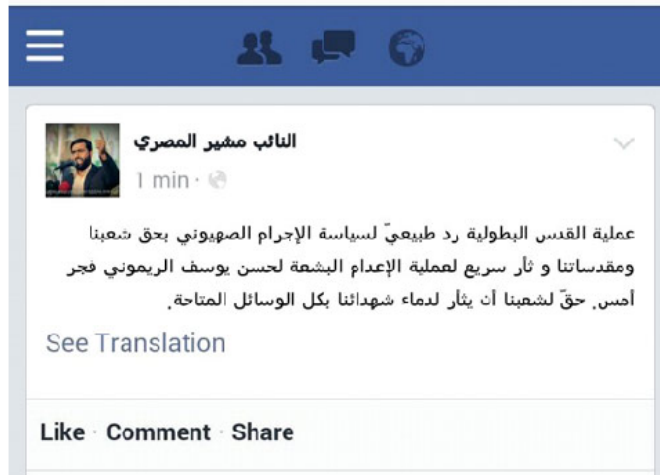 النائب مشير المصري
1 min ·
عملية القدس البطولية رد طبيعيّ لسياسة الإجرام الصهيوني بحق شعبنا
ومقدساتنا و ثأر سريع لعملية الإعدام البشعة لحسن يوسف الريموني فجر
أمس. حقّ لشعبنا أن يثأر لدماء شهدائنا بكل الوسائل المتاحة.
See Translation
Like · Comment · Share